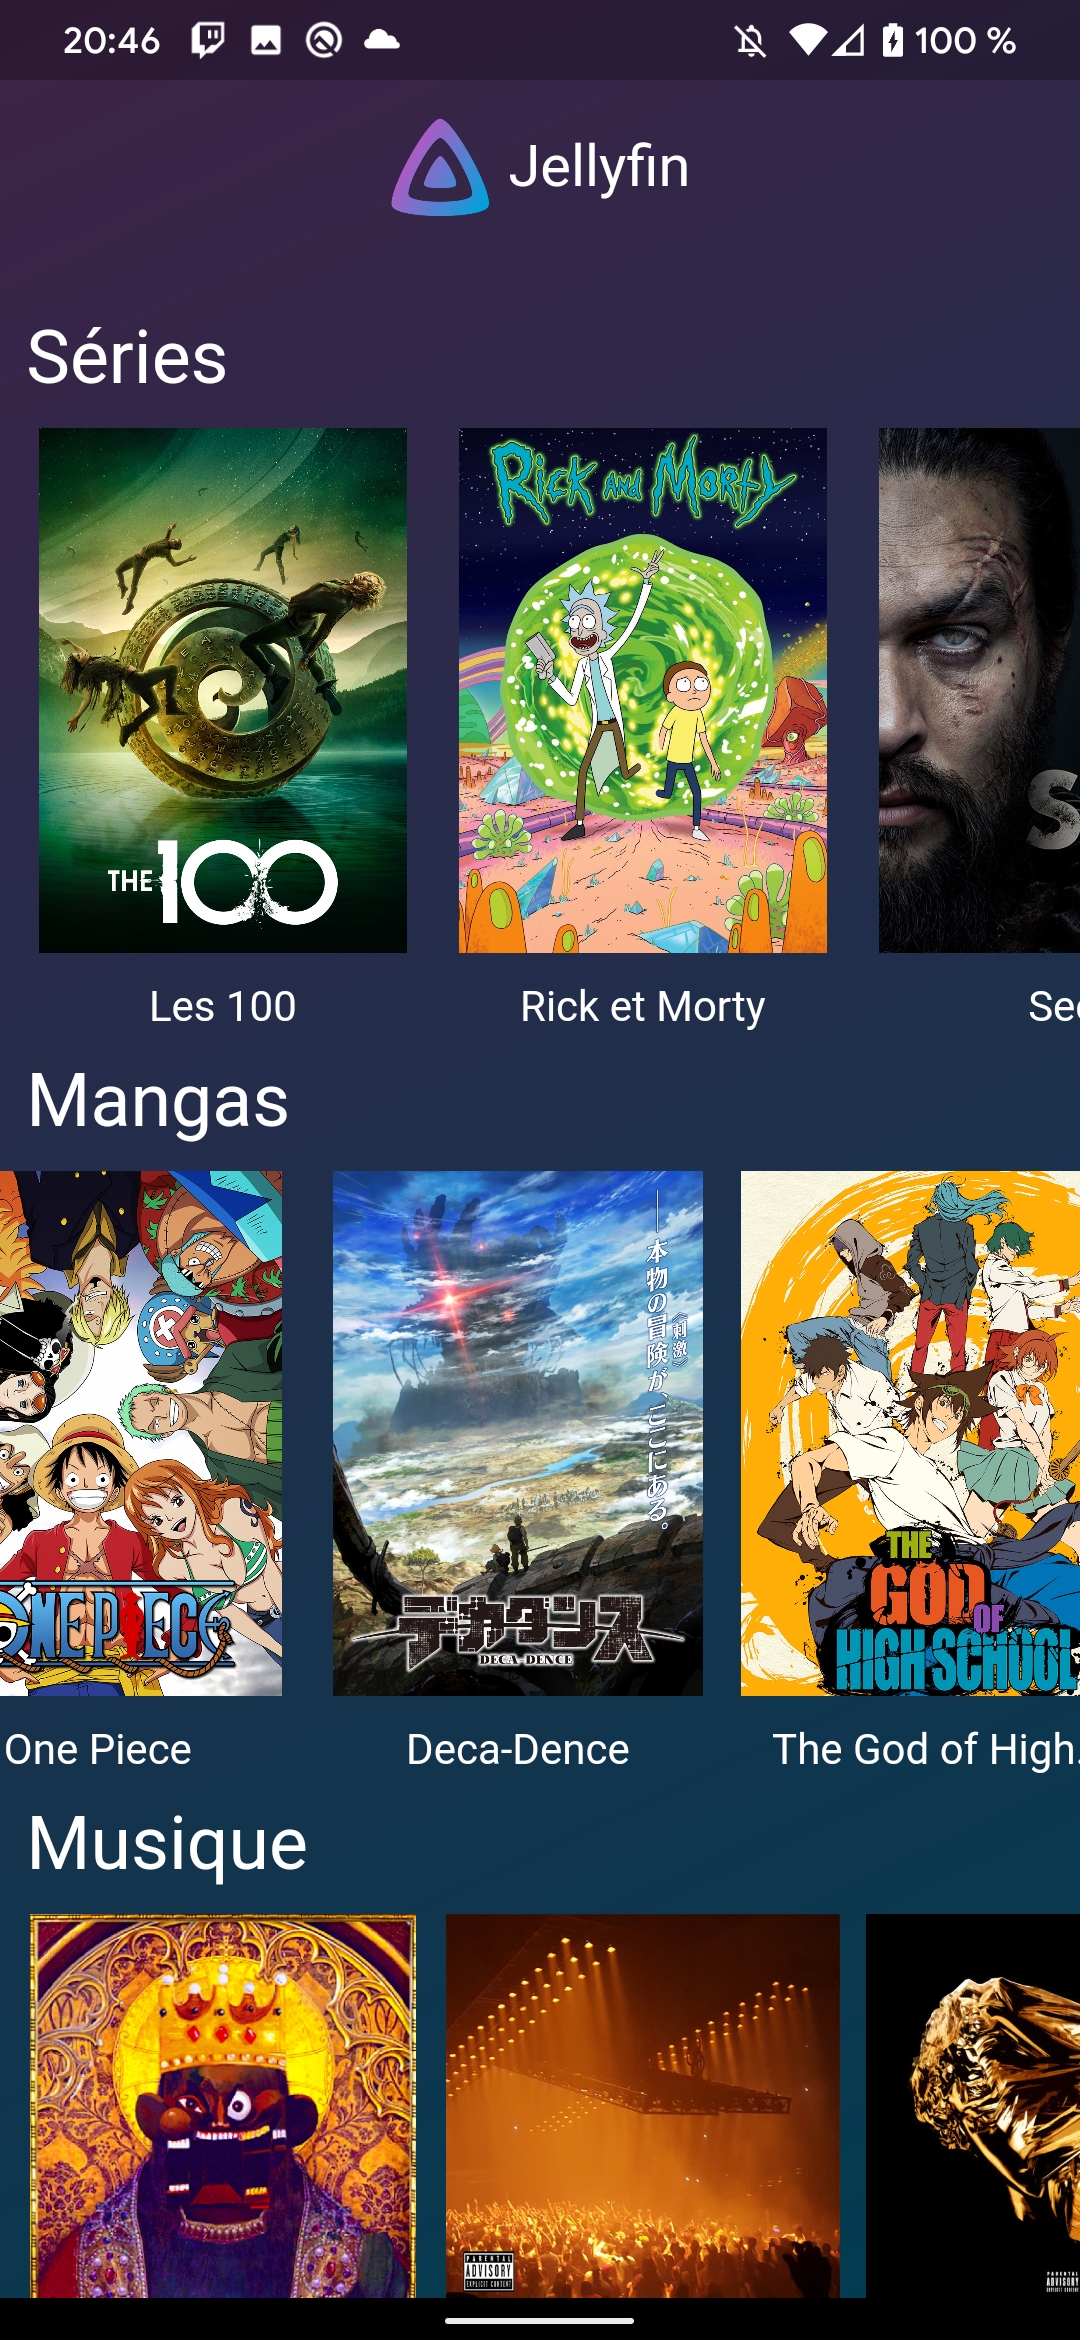 20:46
100 %
Jellyfin
Séries
RICK AND MORTY
S
THE 100
Les 100
Rick et Morty
See
Mangas
本物の冒険が、ここにある。
〈刺激〉
ONE PIECE
デカダンス
DECA-DENCE
THE
GOD
OF
HIGH SCHOOL
One Piece
Deca-Dence
The God of High.
Musique
PARENTAL
ADVISORY
EXPLICIT CONTENT
PARENTAL
ADVISORY
EXPLICIT CONTENT